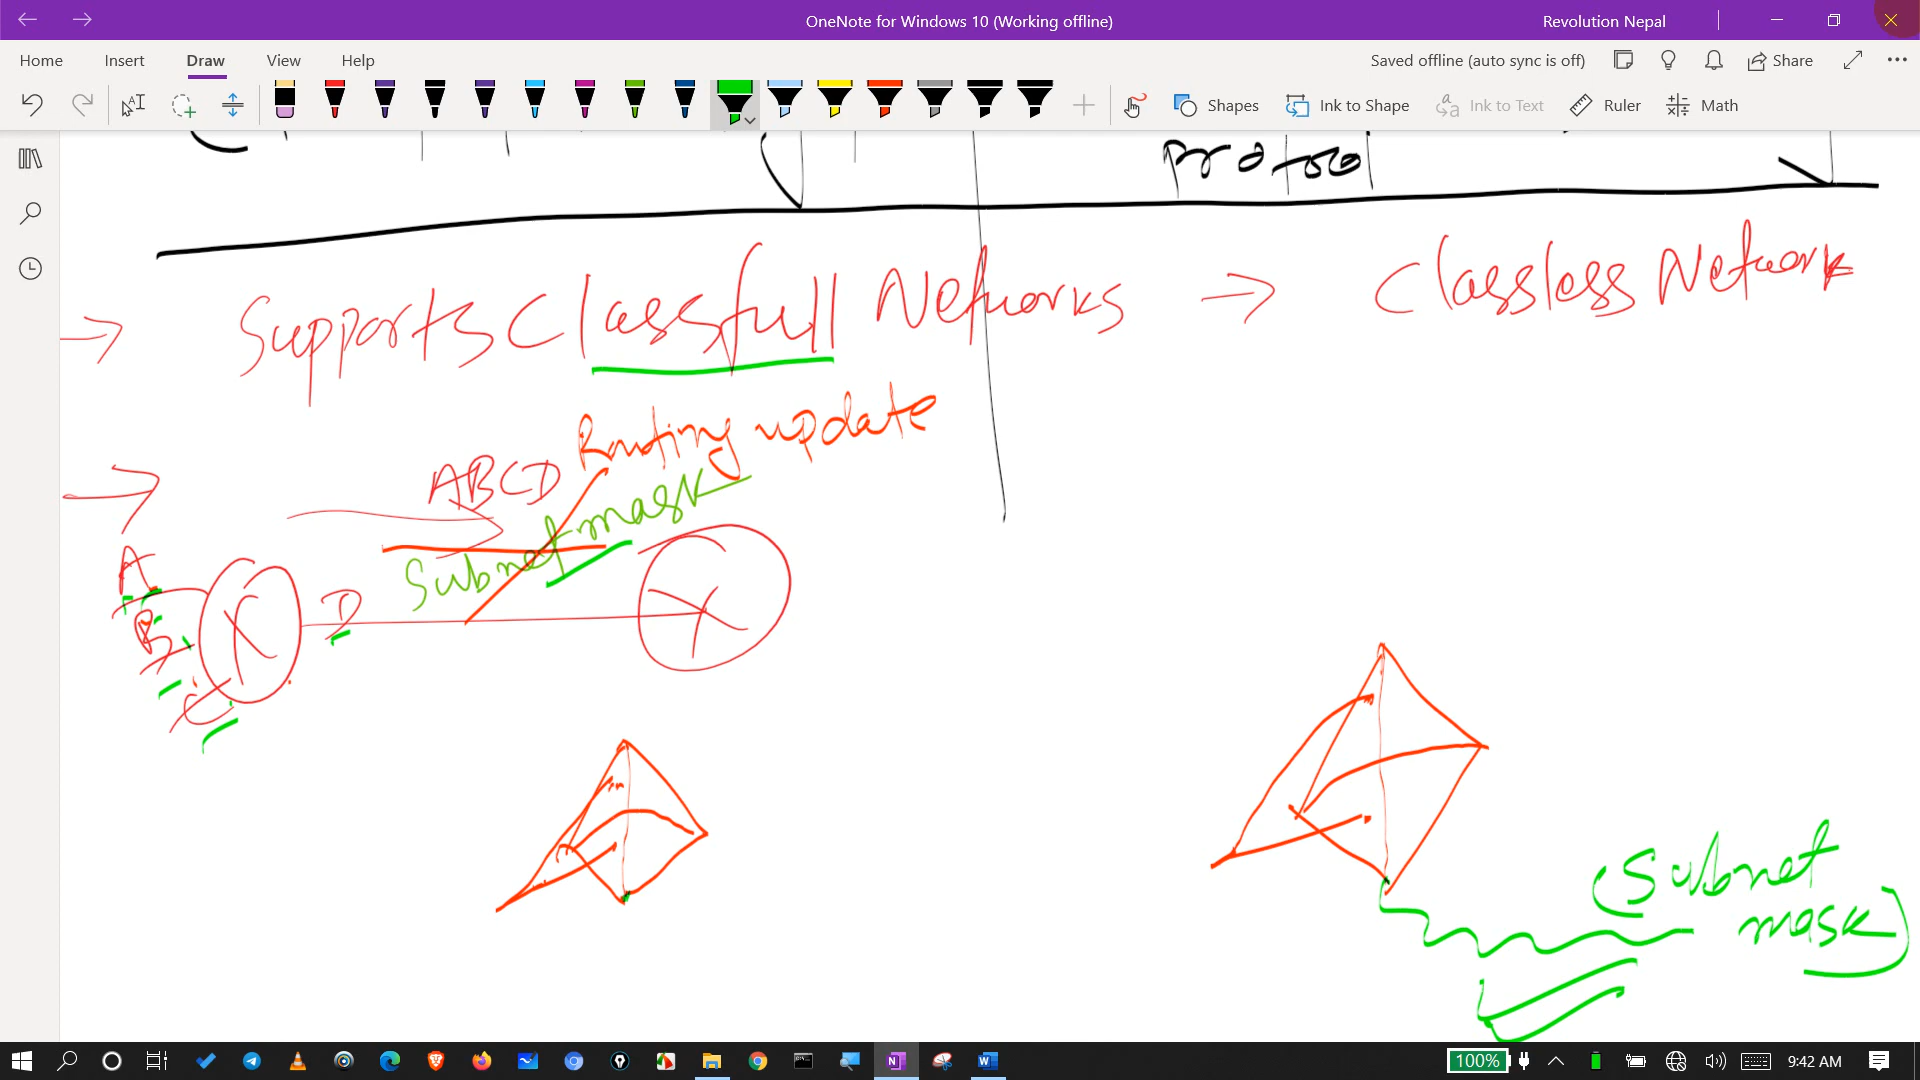 OneNote for Windows 10 (Working offline)
Revolution Nepal
Home Insert Draw View Help
Saved offline (auto sync is off)
Share
Shapes
Ink to Shape
Ink to Text
Ruler
Math
protocol
Supports Classfull Networks
Classless Network
Routing update
ABCD
Subnet mask
A
B
C
D
(Subnet
mask)
100%
9:42 AM